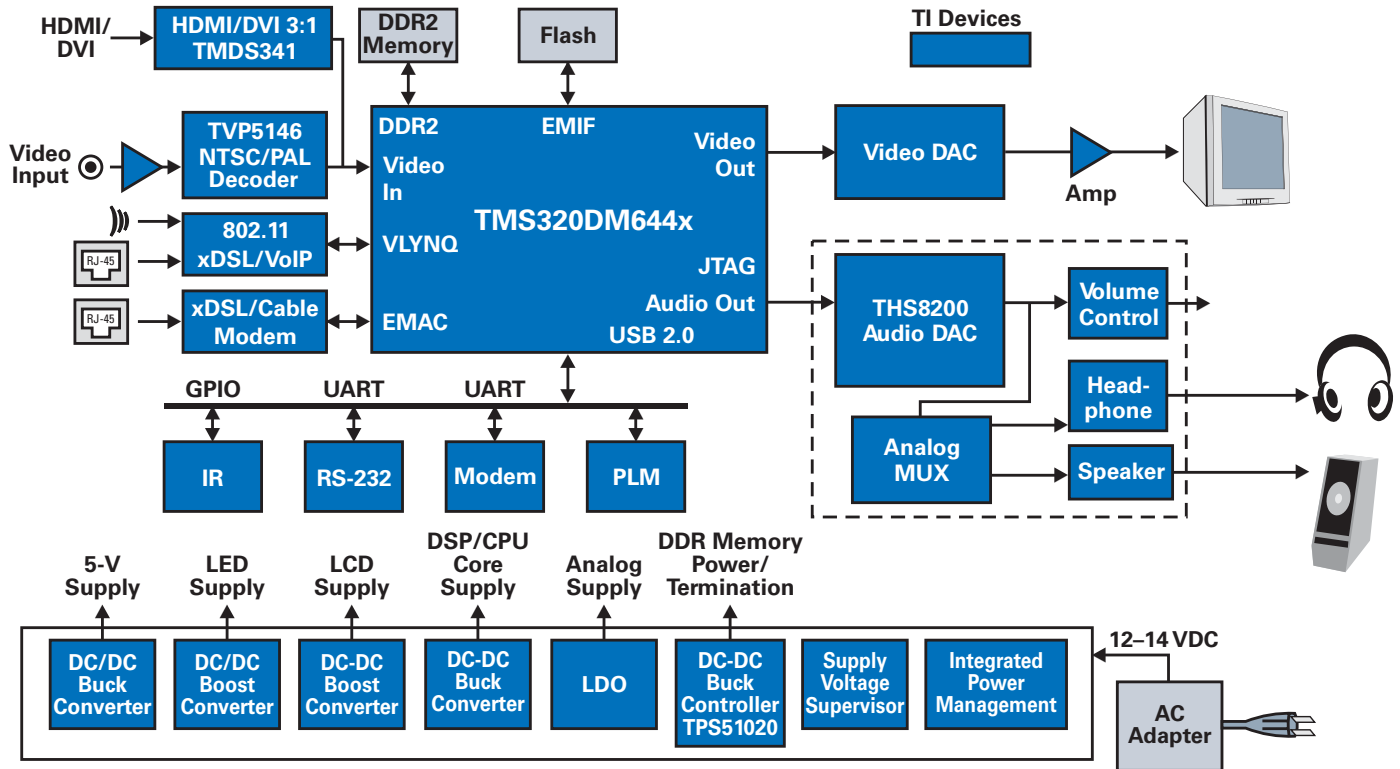 HDMI/
DVI
HDMI/DVI 3:1
TMDS341
DDR2
Memory
Flash
TI Devices
Video
Input
TVP5146
NTSC/PAL
Decoder
802.11
xDSL/VoIP
RJ-45
RJ-45
xDSL/Cable
Modem
DDR2
EMIF
Video
In
Video
Out
TMS320DM644x
VLYNQ
JTAG
Audio Out
EMAC
USB 2.0
Video DAC
Amp
THS8200
Audio DAC
Volume
Control
Head-
phone
Analog
MUX
Speaker
GPIO
UART
UART
IR
RS-232
Modem
PLM
5-V
Supply
LED
Supply
LCD
Supply
DSP/CPU
Core
Supply
Analog
Supply
DDR Memory
Power/
Termination
DC/DC
Buck
Converter
DC/DC
Boost
Converter
DC-DC
Boost
Converter
DC-DC
Buck
Converter
LDO
DC-DC
Buck
Controller
TPS51020
Supply
Voltage
Supervisor
Integrated
Power
Management
12–14 VDC
AC
Adapter